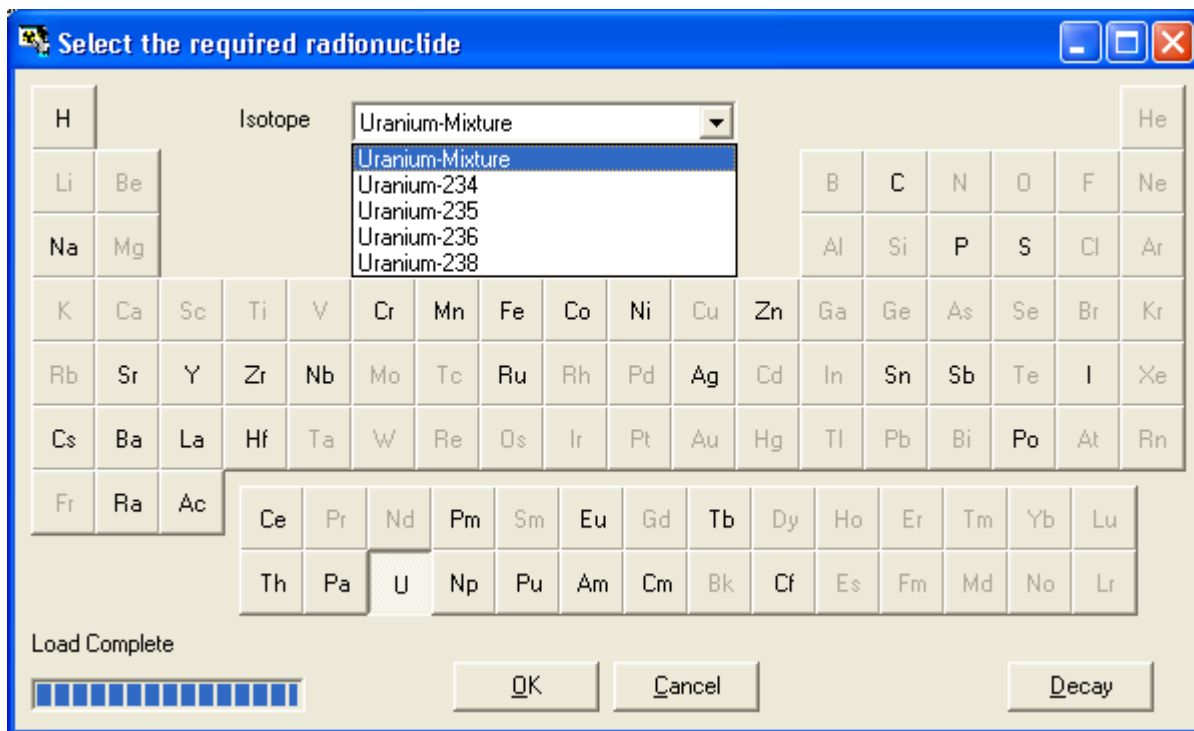 Select the required radionuclide
H Isotope Uranium-Mixture He
Uranium-Mixture
Li Be Uranium-234 B C N O F Ne
Uranium-235
Uranium-236
Na Mg Uranium-238 Al Si P S Cl Ar
K Ca Sc Ti V Cr Mn Fe Co Ni Cu Zn Ga Ge As Se Br Kr
Rb Sr Y Zr Nb Mo Tc Ru Rh Pd Ag Cd In Sn Sb Te I Xe
Cs Ba La Hf Ta W Re Os Ir Pt Au Hg Tl Pb Bi Po At Rn
Fr Ra Ac
Ce Pr Nd Pm Sm Eu Gd Tb Dy Ho Er Tm Yb Lu
Th Pa U Np Pu Am Cm Bk Cf Es Fm Md No Lr
Load Complete
OK Cancel Decay